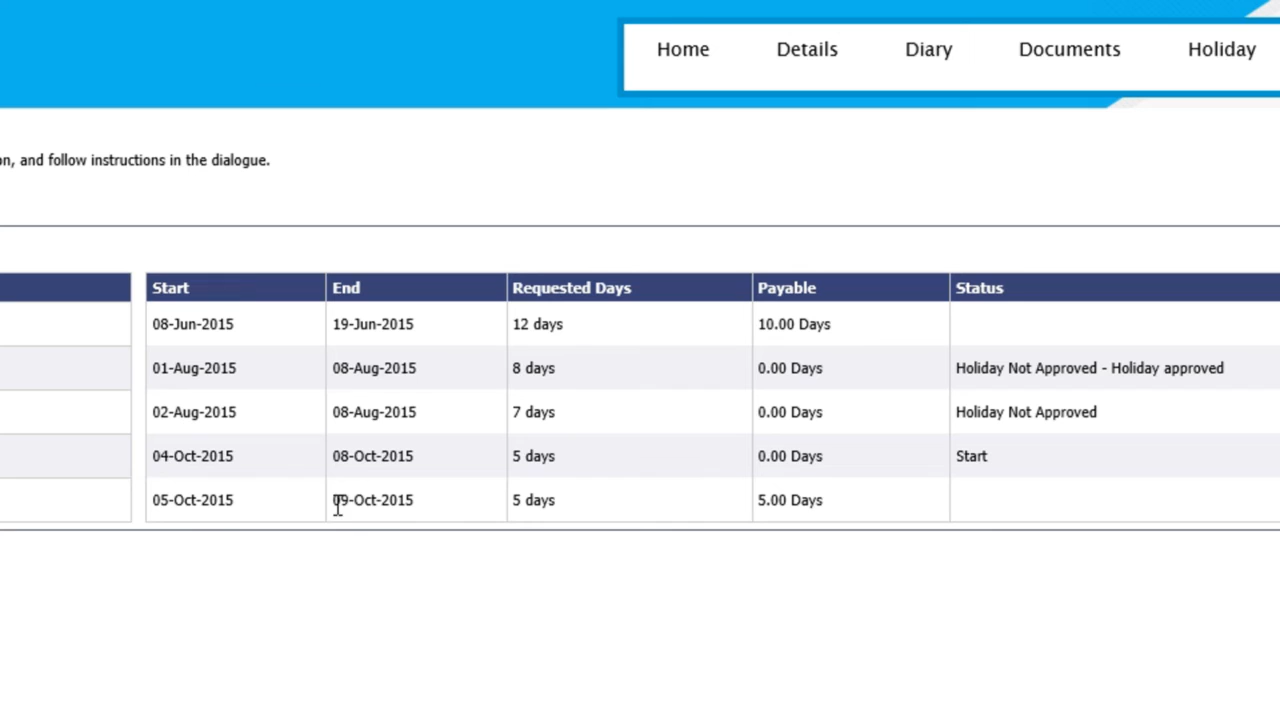 Home Details Diary Documents Holiday
on, and follow instructions in the dialogue.
Start End Requested Days Payable Status
08-Jun-2015 19-Jun-2015 12 days 10.00 Days
01-Aug-2015 08-Aug-2015 8 days 0.00 Days Holiday Not Approved - Holiday approved
02-Aug-2015 08-Aug-2015 7 days 0.00 Days Holiday Not Approved
04-Oct-2015 08-Oct-2015 5 days 0.00 Days Start
05-Oct-2015 09-Oct-2015 5 days 5.00 Days